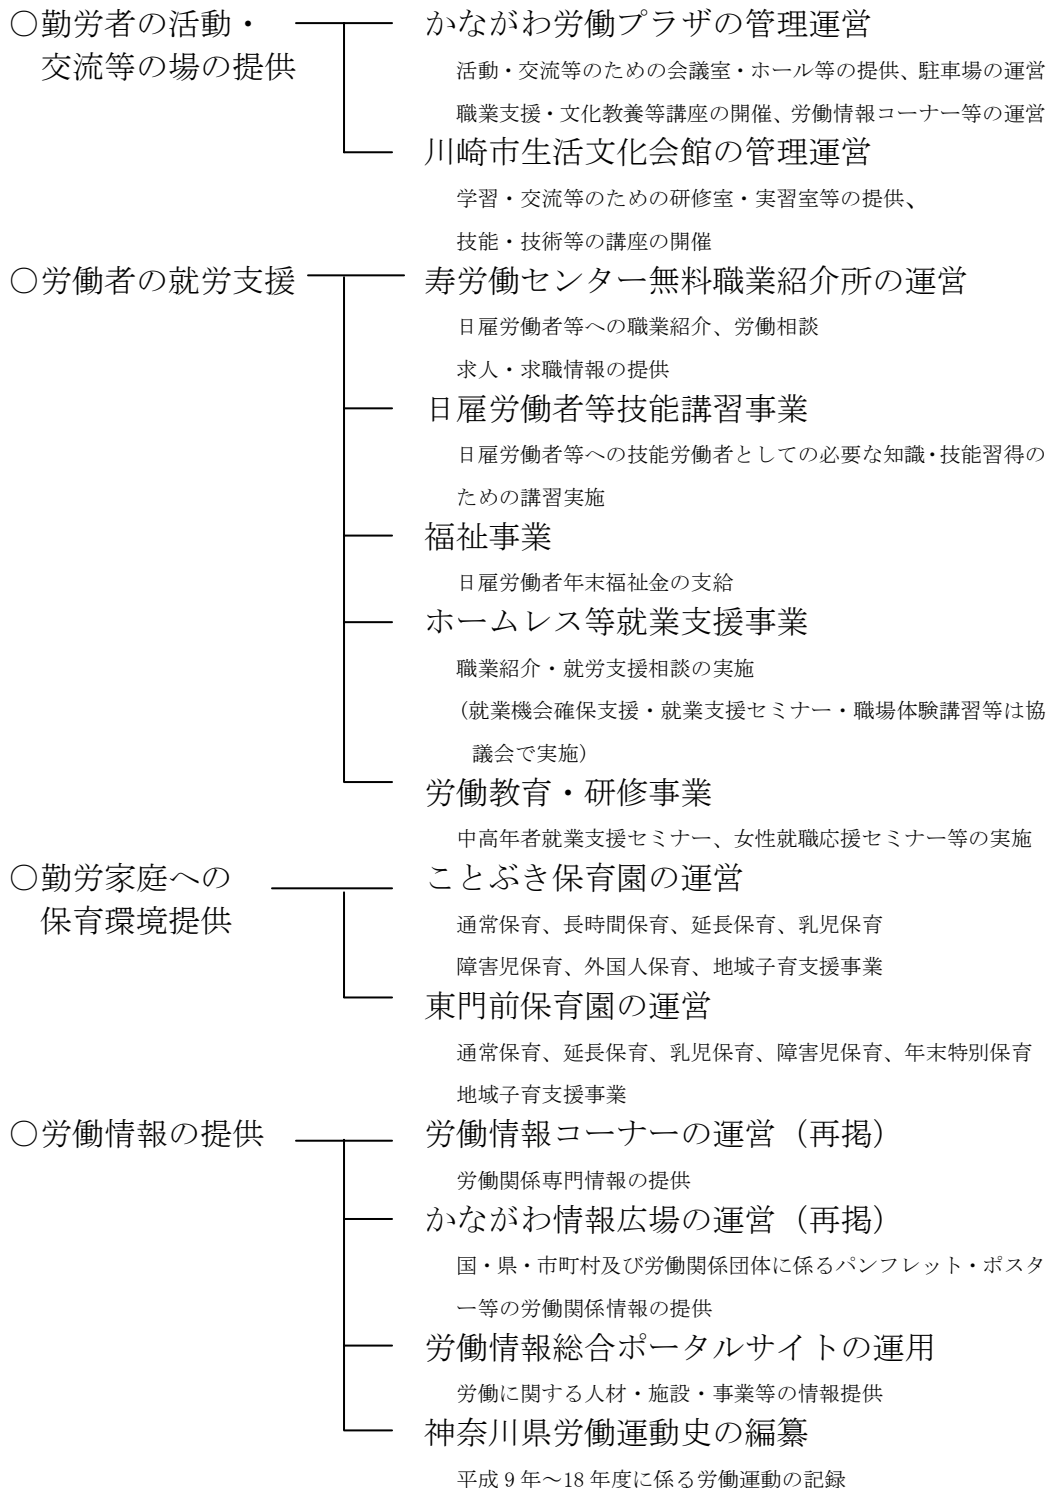 ○勤労者の活動・ かながわ労働プラザの管理運営
交流等の場の提供
活動・交流等のための会議室・ホール等の提供、駐車場の運営
職業支援・文化教養等講座の開催、労働情報コーナー等の運営
川崎市生活文化会館の管理運営
学習・交流等のための研修室・実習室等の提供、
技能・技術等の講座の開催
○労働者の就労支援 寿労働センター無料職業紹介所の運営
日雇労働者等への職業紹介、労働相談
求人・求職情報の提供
日雇労働者等技能講習事業
日雇労働者等への技能労働者としての必要な知識・技能習得の
ための講習実施
福祉事業
日雇労働者年末福祉金の支給
ホームレス等就業支援事業
職業紹介・就労支援相談の実施
(就業機会確保支援・就業支援セミナー・職場体験講習等は協
議会で実施)
労働教育・研修事業
中高年者就業支援セミナー、女性就職応援セミナー等の実施
○勤労家庭への ことぶき保育園の運営
保育環境提供
通常保育、長時間保育、延長保育、乳児保育
障害児保育、外国人保育、地域子育支援事業
東門前保育園の運営
通常保育、延長保育、乳児保育、障害児保育、年末特別保育
地域子育支援事業
○労働情報の提供 労働情報コーナーの運営（再掲）
労働関係専門情報の提供
かながわ情報広場の運営（再掲）
国・県・市町村及び労働関係団体に係るパンフレット・ポスタ
ー等の労働関係情報の提供
労働情報総合ポータルサイトの運用
労働に関する人材・施設・事業等の情報提供
神奈川県労働運動史の編纂
平成９年～18年度に係る労働運動の記録